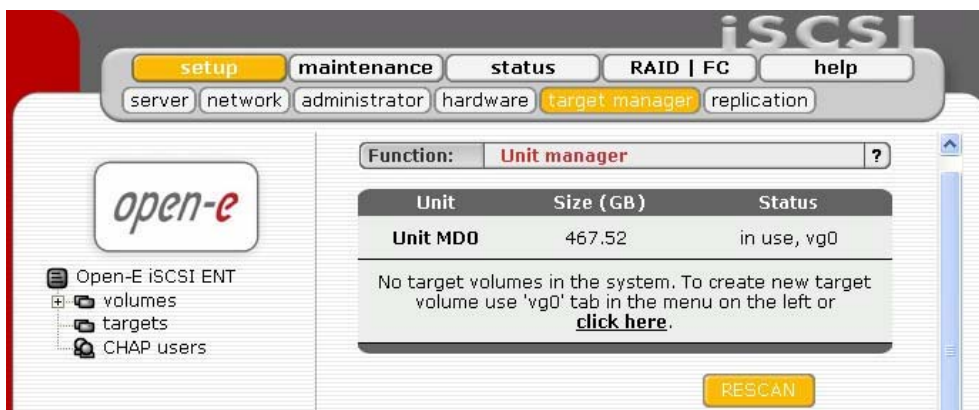 iSCSI
setup maintenance status RAID | FC help
server network administrator hardware target manager replication
open-e
Open-E iSCSI ENT
volumes
targets
CHAP users
Function: Unit manager ?
Unit Size (GB) Status
Unit MD0 467.52 in use, vg0
No target volumes in the system. To create new target
volume use 'vg0' tab in the menu on the left or
click here.
RESCAN